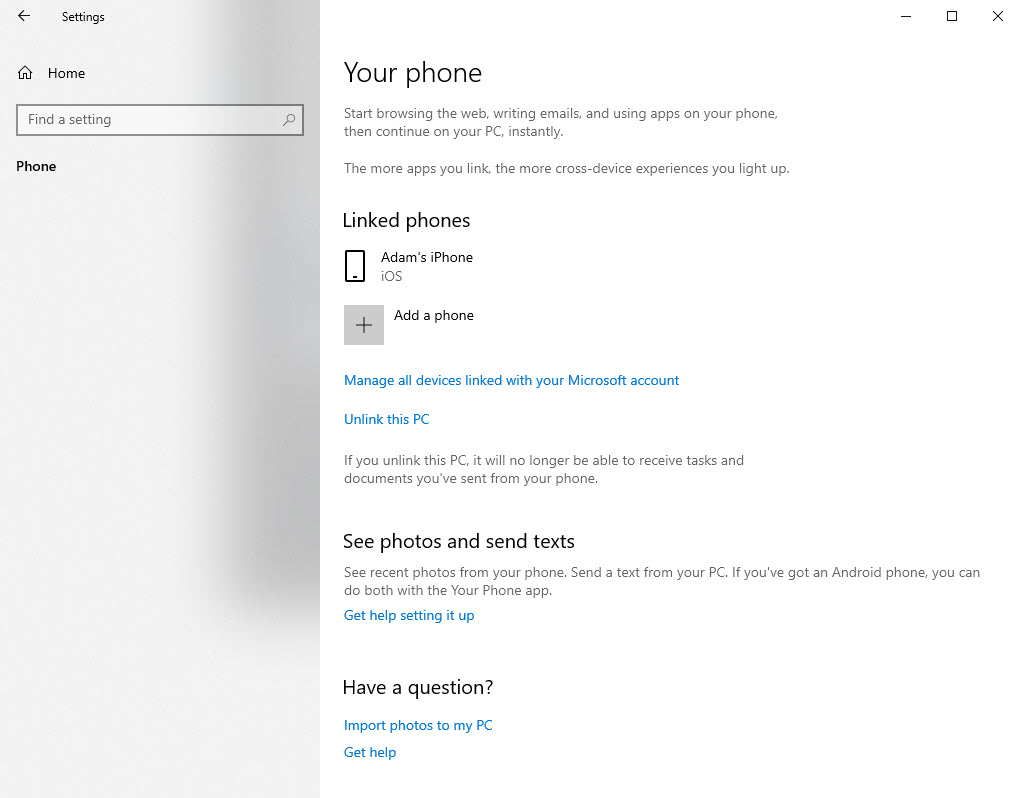 Settings
Home
Find a setting
Phone
Your phone
Start browsing the web, writing emails, and using apps on your phone,
then continue on your PC, instantly.
The more apps you link, the more cross-device experiences you light up.
Linked phones
Adam's iPhone
iOS
Add a phone
Manage all devices linked with your Microsoft account
Unlink this PC
If you unlink this PC, it will no longer be able to receive tasks and
documents you've sent from your phone.
See photos and send texts
See recent photos from your phone. Send a text from your PC. If you've got an Android phone, you can
do both with the Your Phone app.
Get help setting it up
Have a question?
Import photos to my PC
Get help